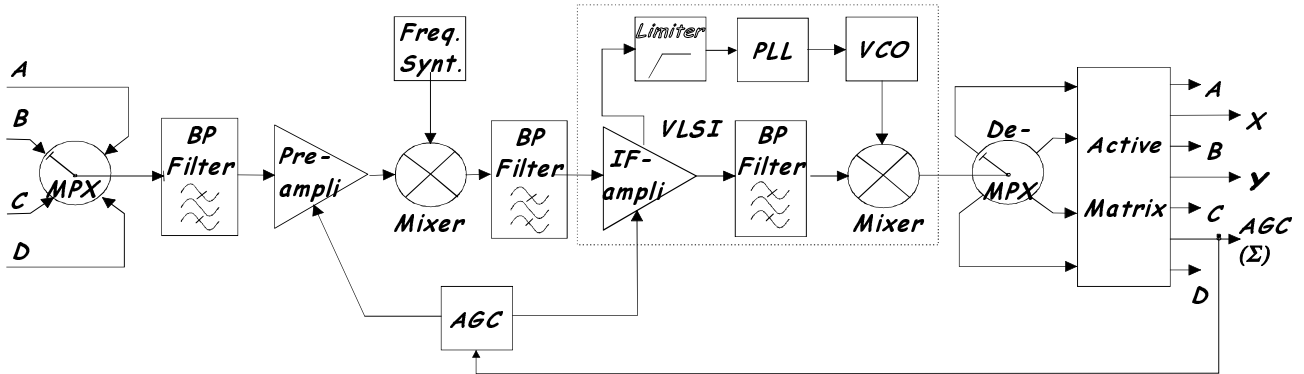 Freq.
Synt.
Limiter
PLL
VCO
A
B
C
D
MPX
BP
Filter
Pre-
ampli
Mixer
BP
Filter
IF-
ampli
VLSI
BP
Filter
Mixer
De-
MPX
Active
Matrix
A
X
B
Y
C
AGC
(Σ)
D
AGC